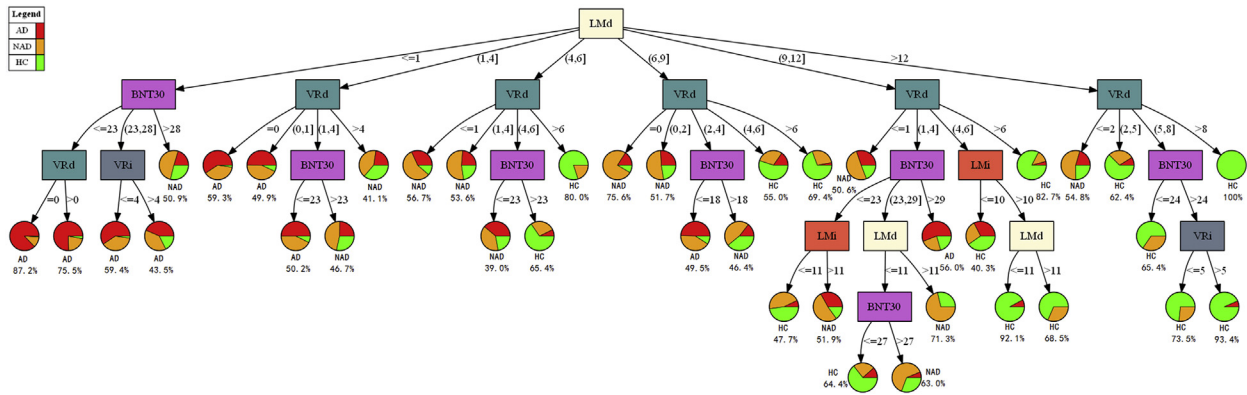 Legend
AD
NAD
HC
LMd
<=1
(1,4]
(4,6]
(6,9]
(9,12]
>12
BNT30
VRd
VRd
VRd
VRd
VRd
<=23
(23,28]
>28
=0
(0,1]
(1,4]
>4
<=1
(1,4]
(4,6]
>6
=0
(0,2]
(2,4]
(4,6]
>6
<=1
(1,4]
(4,6]
>6
<=2
(2,5]
(5,8]
>8
VRd
VRi
NAD
50.9%
AD
59.3%
AD
49.9%
BNT30
NAD
41.1%
NAD
56.7%
NAD
53.6%
BNT30
HC
80.0%
NAD
75.6%
NAD
51.7%
BNT30
HC
55.0%
HC
69.4%
NAD
50.6%
BNT30
LMi
HC
82.7%
NAD
54.8%
HC
62.4%
BNT30
HC
100%
=0
>0
<=4
>4
<=23
>23
<=23
>23
<=18
>18
<=23
(23,29]
>29
<=10
>10
<=24
>24
AD
87.2%
AD
75.5%
AD
59.4%
AD
43.5%
AD
50.2%
NAD
46.7%
NAD
39.0%
HC
65.4%
AD
49.5%
NAD
46.4%
LMi
LMd
AD
56.0%
HC
40.3%
LMd
HC
65.4%
VRi
<=11
>11
<=11
>11
<=11
>11
<=5
>5
HC
47.7%
NAD
51.9%
BNT30
NAD
71.3%
HC
92.1%
HC
68.5%
HC
73.5%
HC
93.4%
<=27
>27
HC
64.4%
NAD
63.0%